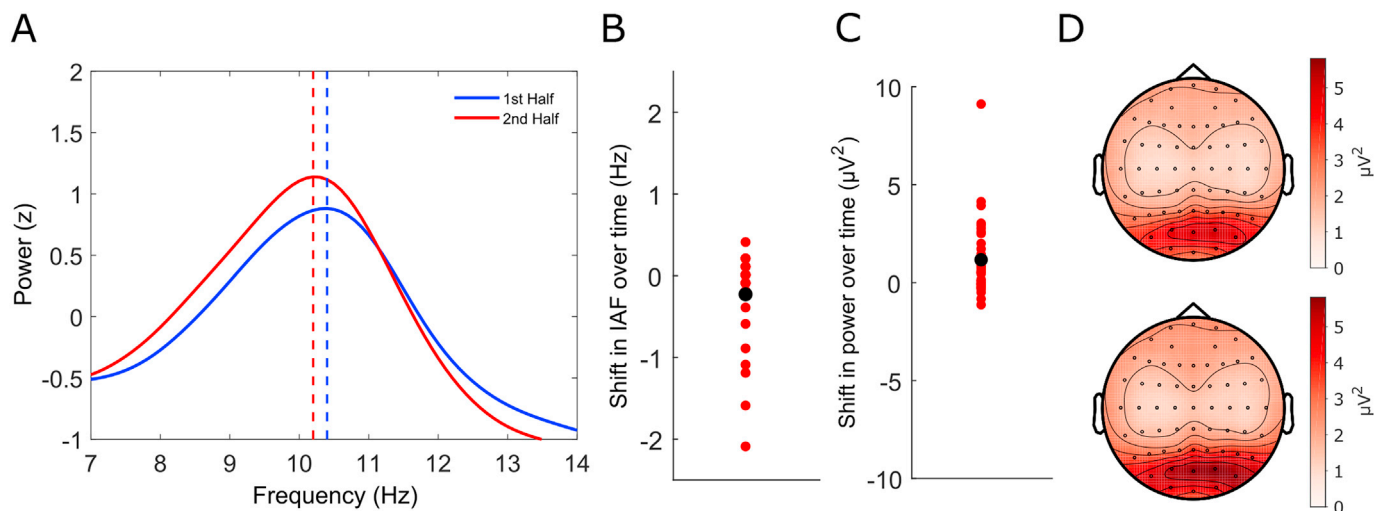 A
Power (z)
2
1.5
1
0.5
0
-0.5
-1
7 8 9 10 11 12 13 14
Frequency (Hz)
1st Half
2nd Half
B
Shift in IAF over time (Hz)
2
1
0
-1
-2
C
Shift in power over time (µV²)
10
5
0
-5
-10
D
5
4
3
2
1
0
µV²
5
4
3
2
1
0
µV²